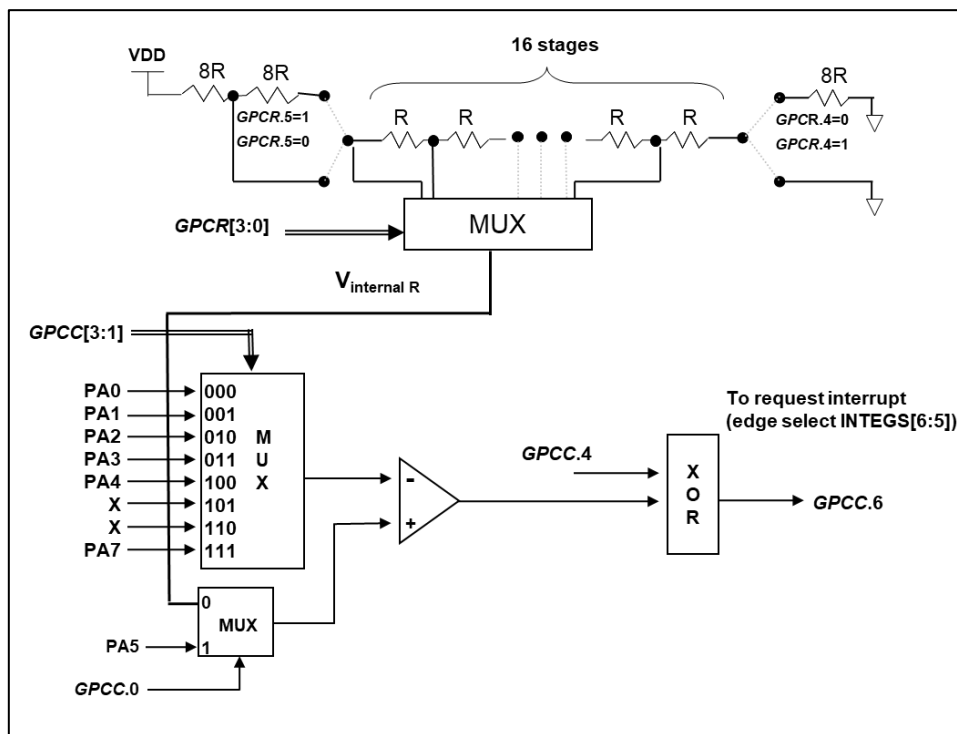 16 stages
VDD
8R
8R
8R
GPCR.5=1
GPCR.5=0
R
R
R
R
GPCR.4=0
GPCR.4=1
GPCR[3:0]
MUX
Vinternal R
GPCC[3:1]
PA0
000
PA1
001
PA2
010
PA3
011
PA4
100
X
101
X
110
PA7
111
M
U
X
-
+
GPCC.4
To request interrupt
(edge select INTEGS[6:5])
X
O
R
GPCC.6
0
MUX
PA5
1
GPCC.0